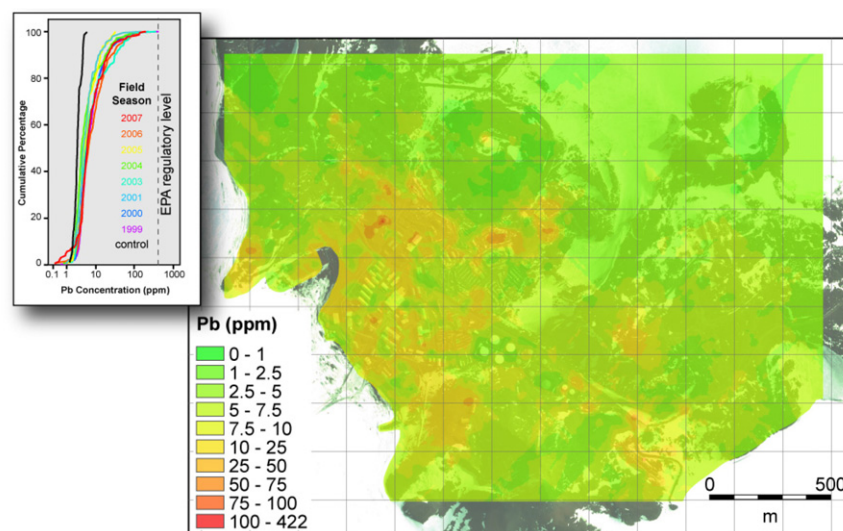 100
80
60
40
20
0
Cumulative Percentage
Field
Season
2007
2006
2005
2004
2003
2001
2000
1999
control
EPA regulatory level
0.1 1 10 100 1000
Pb Concentration (ppm)
Pb (ppm)
0 - 1
1 - 2.5
2.5 - 5
5 - 7.5
7.5 - 10
10 - 25
25 - 50
50 - 75
75 - 100
100 - 422
0 500
m